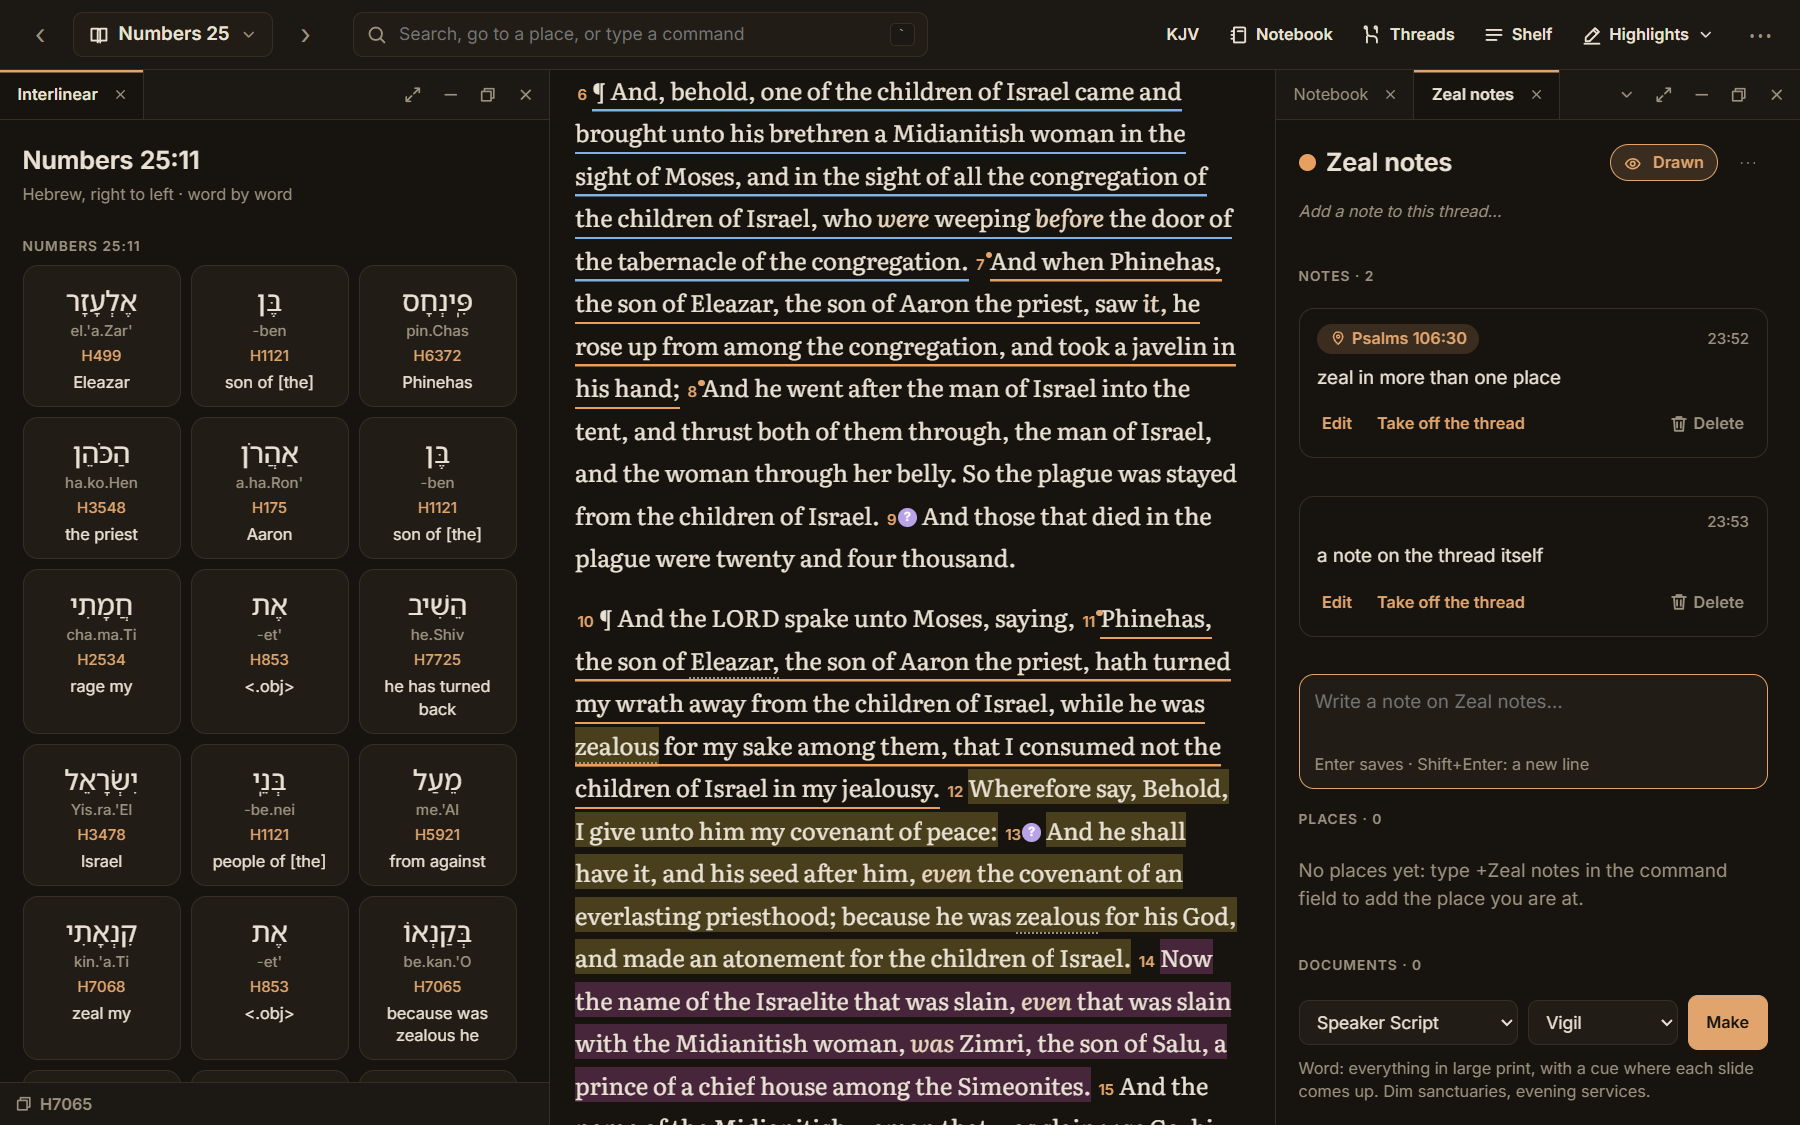 Numbers 25
Search, go to a place, or type a command
`
KJV
Notebook
Threads
Shelf
Highlights
Interlinear
Numbers 25:11
Hebrew, right to left · word by word
NUMBERS 25:11
פִּֽינְחָס
pin.Chas
H6372
Phinehas
בֶּן
-ben
H1121
son of [the]
אֶלְעָזָר
el.'a.Zar'
H499
Eleazar
בֶּן
-ben
H1121
son of [the]
אַהֲרֹן
a.ha.Ron'
H175
Aaron
הַכֹּהֵן
ha.ko.Hen
H3548
the priest
הֵשִׁיב
he.Shiv
H7725
he has turned
back
אֶת
-et'
H853
<.obj>
חֲמָתִי
cha.ma.Ti
H2534
rage my
מֵעַל
me.'Al
H5921
from against
בְּנֵֽי
-be.nei
H1121
people of [the]
יִשְׂרָאֵל
Yis.ra.'El
H3478
Israel
בְּקַנְאוֹ
be.kan.'O
H7065
because was
zealous he
אֶת
-et'
H853
<.obj>
קִנְאָתִי
kin.'a.Ti
H7068
zeal my
H7065
6 ¶ And, behold, one of the children of Israel came and
brought unto his brethren a Midianitish woman in the
sight of Moses, and in the sight of all the congregation of
the children of Israel, who were weeping before the door of
the tabernacle of the congregation. 7 And when Phinehas,
the son of Eleazar, the son of Aaron the priest, saw it, he
rose up from among the congregation, and took a javelin in
his hand; 8 And he went after the man of Israel into the
tent, and thrust both of them through, the man of Israel,
and the woman through her belly. So the plague was stayed
from the children of Israel. 9 ? And those that died in the
plague were twenty and four thousand.
10 ¶ And the LORD spake unto Moses, saying, 11 Phinehas,
the son of Eleazar, the son of Aaron the priest, hath turned
my wrath away from the children of Israel, while he was
zealous for my sake among them, that I consumed not the
children of Israel in my jealousy. 12 Wherefore say, Behold,
I give unto him my covenant of peace: 13 ? And he shall
have it, and his seed after him, even the covenant of an
everlasting priesthood; because he was zealous for his God,
and made an atonement for the children of Israel. 14 Now
the name of the Israelite that was slain, even that was slain
with the Midianitish woman, was Zimri, the son of Salu, a
prince of a chief house among the Simeonites. 15 And the
Notebook
Zeal notes
Zeal notes
Drawn
Add a note to this thread...
NOTES · 2
Psalms 106:30
23:52
zeal in more than one place
Edit
Take off the thread
Delete
23:53
a note on the thread itself
Edit
Take off the thread
Delete
Write a note on Zeal notes...
Enter saves · Shift+Enter: a new line
PLACES · 0
No places yet: type +Zeal notes in the command
field to add the place you are at.
DOCUMENTS · 0
Speaker Script
Vigil
Make
Word: everything in large print, with a cue where each slide
comes up. Dim sanctuaries, evening services.